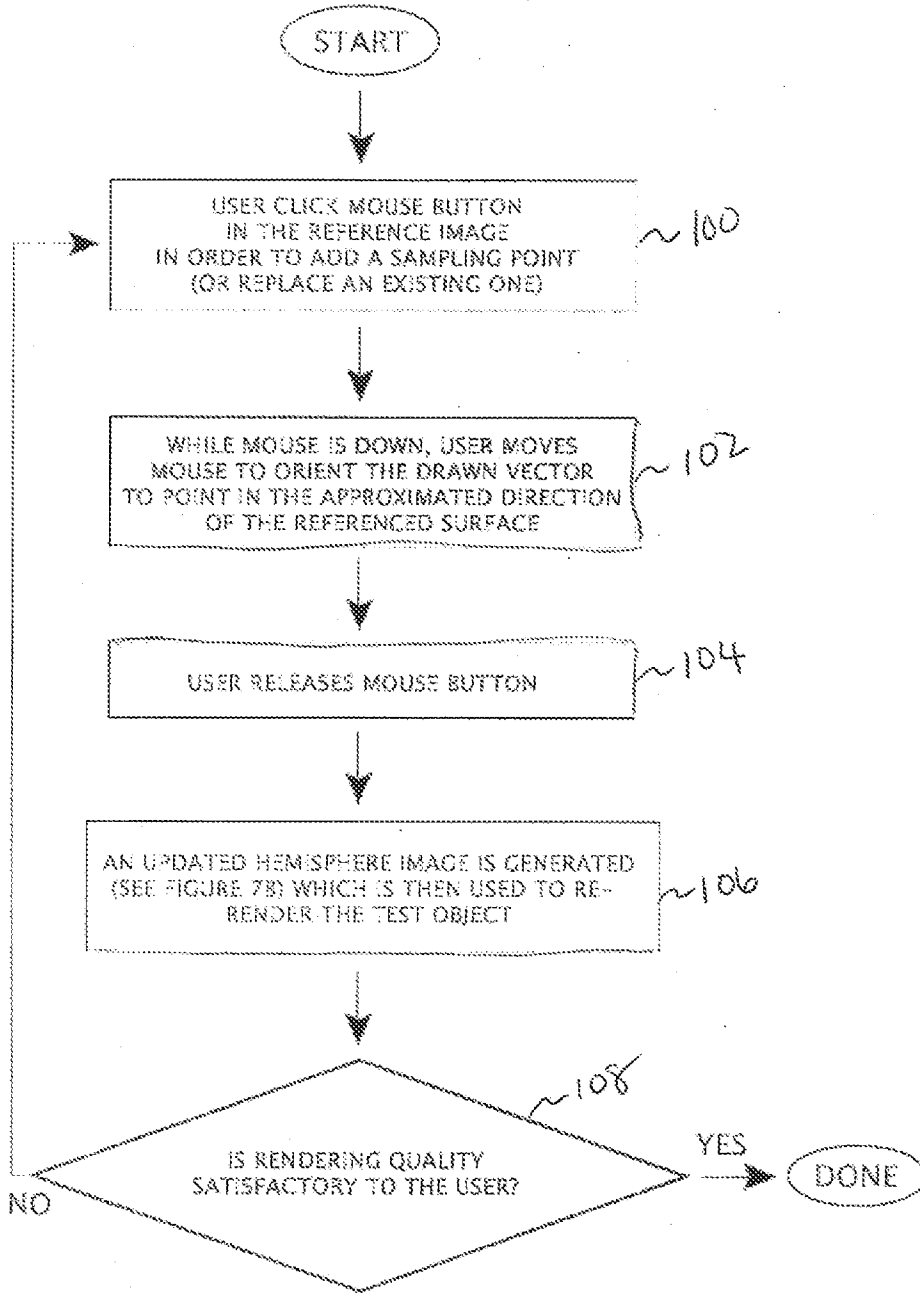 START
USER CLICK MOUSE BUTTON
IN THE REFERENCE IMAGE
IN ORDER TO ADD A SAMPLING POINT
(OR REPLACE AN EXISTING ONE)
100
WHILE MOUSE IS DOWN, USER MOVES
MOUSE TO ORIENT THE DRAWN VECTOR
TO POINT IN THE APPROXIMATED DIRECTION
OF THE REFERENCED SURFACE
102
USER RELEASES MOUSE BUTTON
104
AN UPDATED HEMISPHERE IMAGE IS GENERATED
(SEE FIGURE 7B) WHICH IS THEN USED TO RE-
RENDER THE TEST OBJECT
106
108
IS RENDERING QUALITY
SATISFACTORY TO THE USER?
YES
DONE
NO